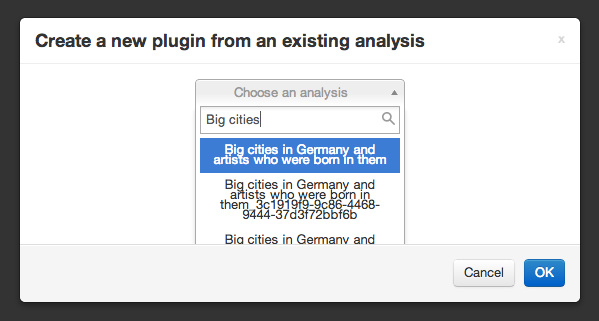 Create a new plugin from an existing analysis
x
Choose an analysis
Big cities
Big cities in Germany and
artists who were born in them
Big cities in Germany and
artists who were born in
them_3c1919f9-9c86-4468-
9444-37d3f72bbf6b
Big cities in Germany and
Cancel
OK